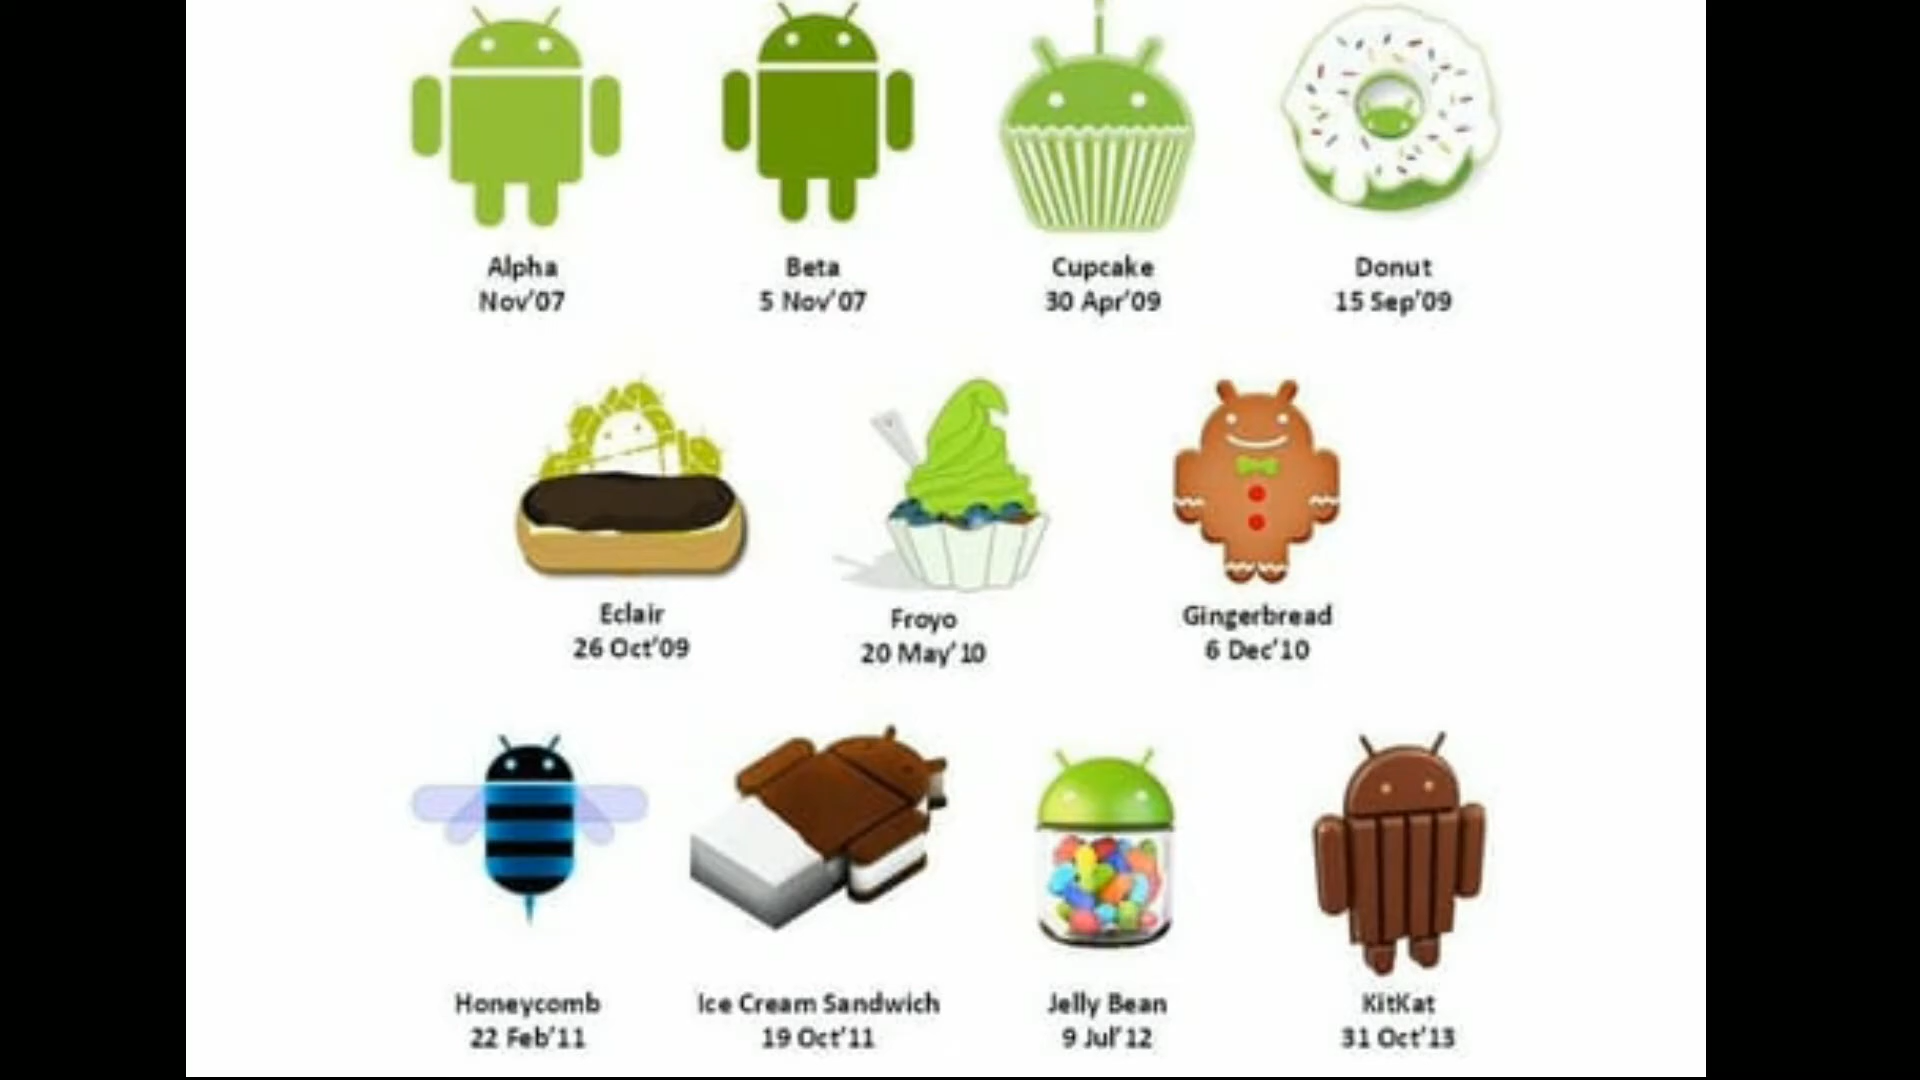 Alpha
Nov'07
Beta
5 Nov'07
Cupcake
30 Apr'09
Donut
15 Sep'09
Eclair
26 Oct'09
Froyo
20 May'10
Gingerbread
6 Dec'10
Honeycomb
22 Feb'11
Ice Cream Sandwich
19 Oct'11
Jelly Bean
9 Jul'12
KitKat
31 Oct'13